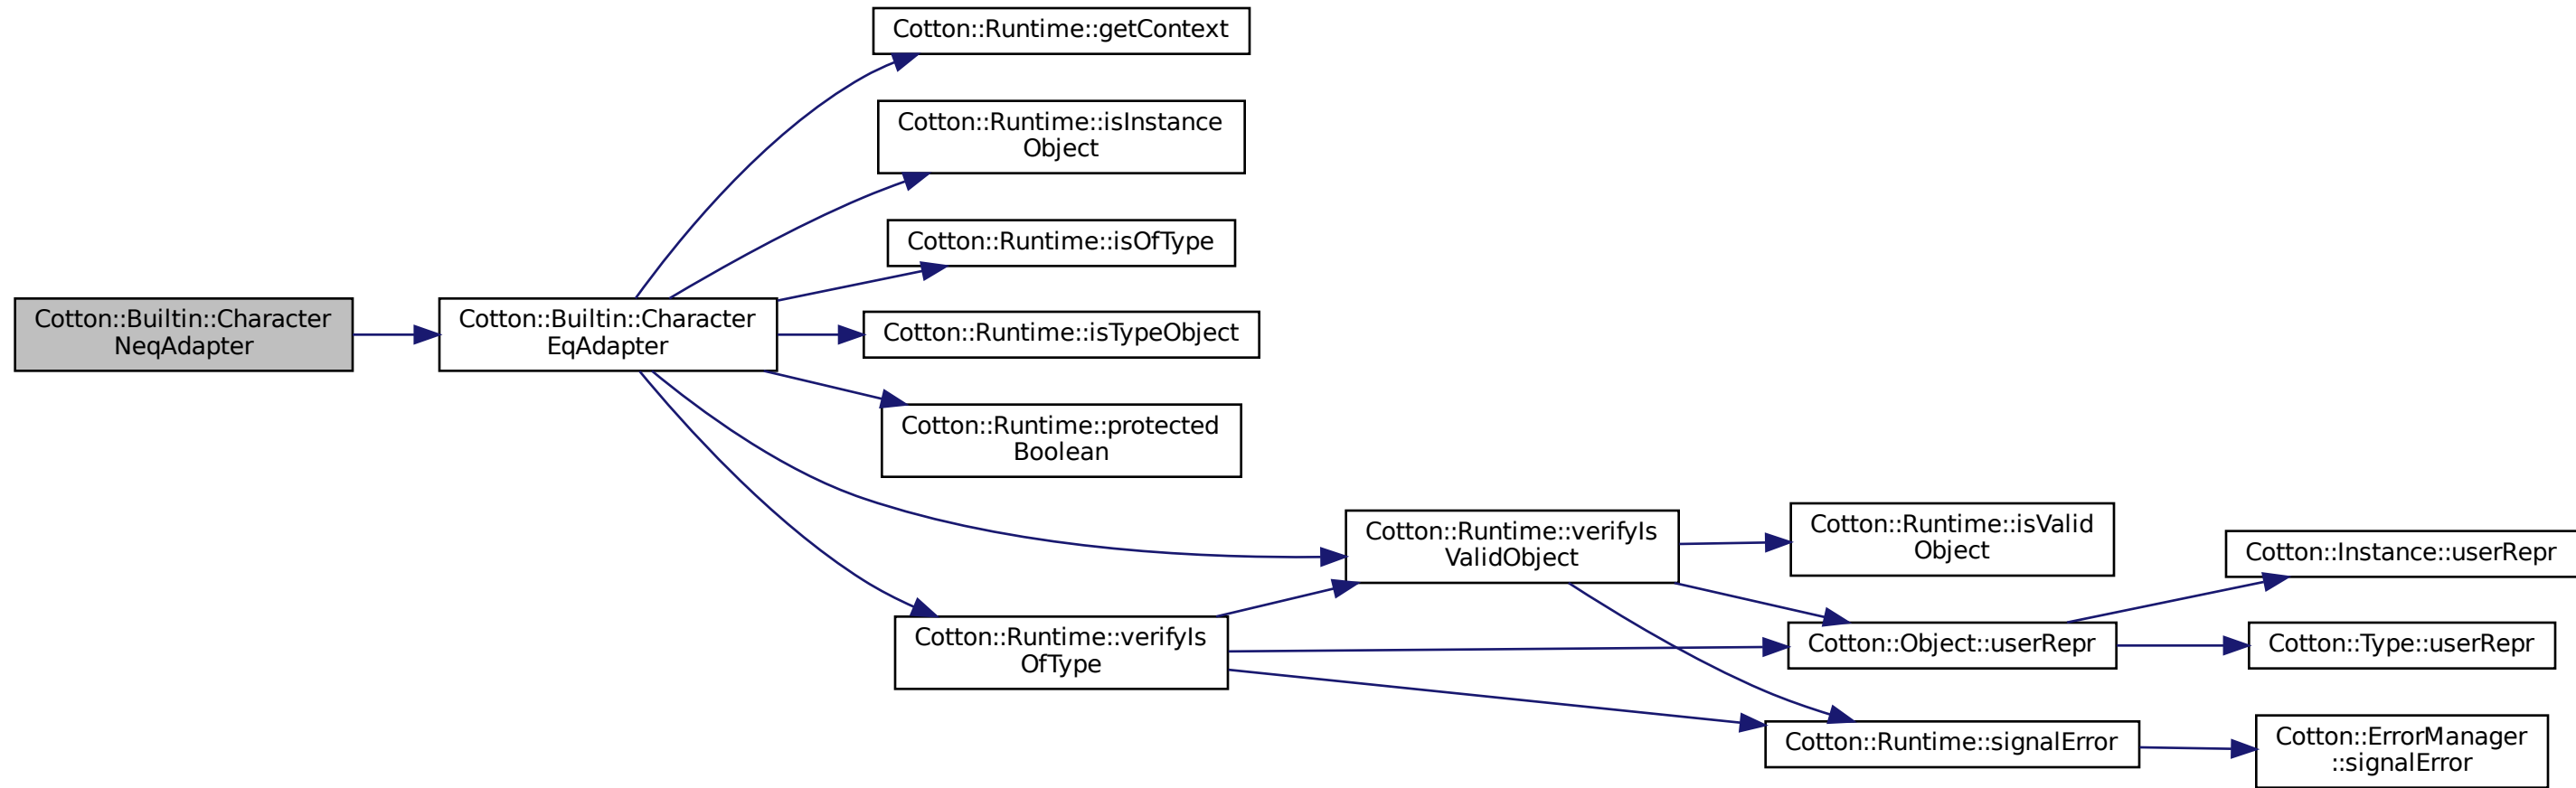 Cotton::Builtin::Character
NeqAdapter
Cotton::Builtin::Character
EqAdapter
Cotton::Runtime::getContext
Cotton::Runtime::isInstance
Object
Cotton::Runtime::isOfType
Cotton::Runtime::isTypeObject
Cotton::Runtime::protected
Boolean
Cotton::Runtime::verifyIs
OfType
Cotton::Runtime::verifyIs
ValidObject
Cotton::Runtime::isValid
Object
Cotton::Object::userRepr
Cotton::Runtime::signalError
Cotton::Instance::userRepr
Cotton::Type::userRepr
Cotton::ErrorManager
::signalError